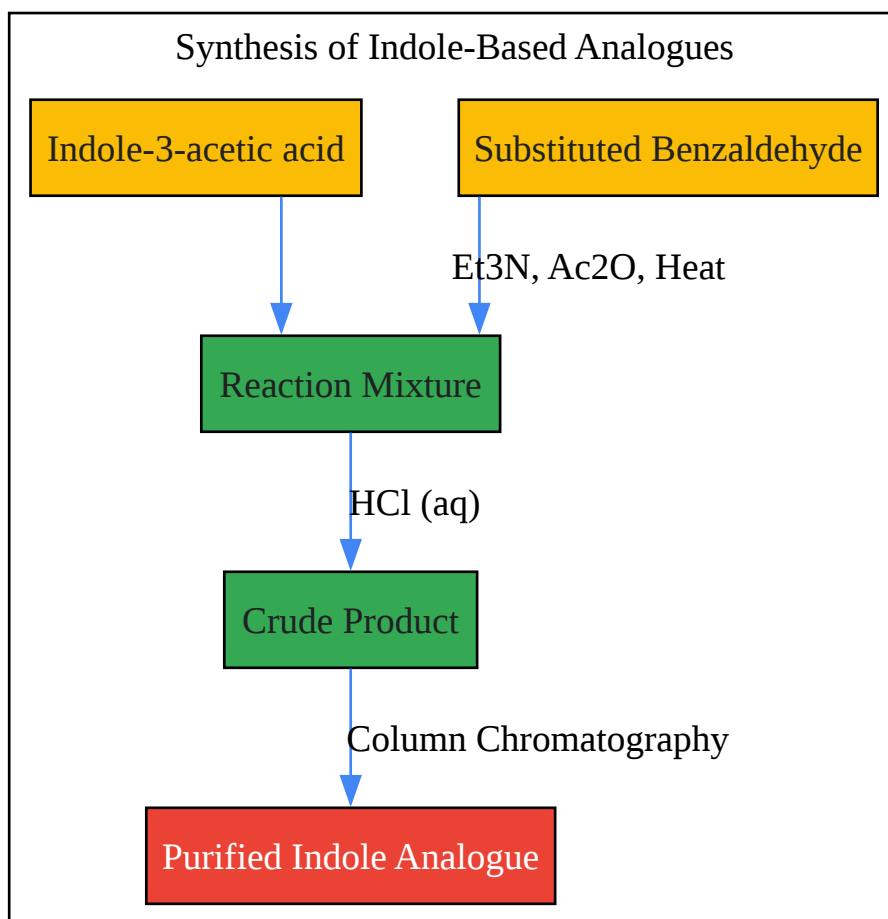 Synthesis of Indole-Based Analogues
Indole-3-acetic acid
Substituted Benzaldehyde
Et3N, Ac2O, Heat
Reaction Mixture
HCl (aq)
Crude Product
Column Chromatography
Purified Indole Analogue